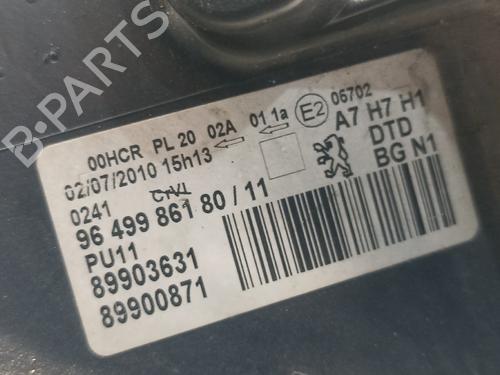 00HCR PL 20 02A 01 1a E2 06702
02/07/2010 15h13 A7 H7 H1
0241 CIVI DTD
96 499 861 80/11 BG N1
PU11
89903631
89900871